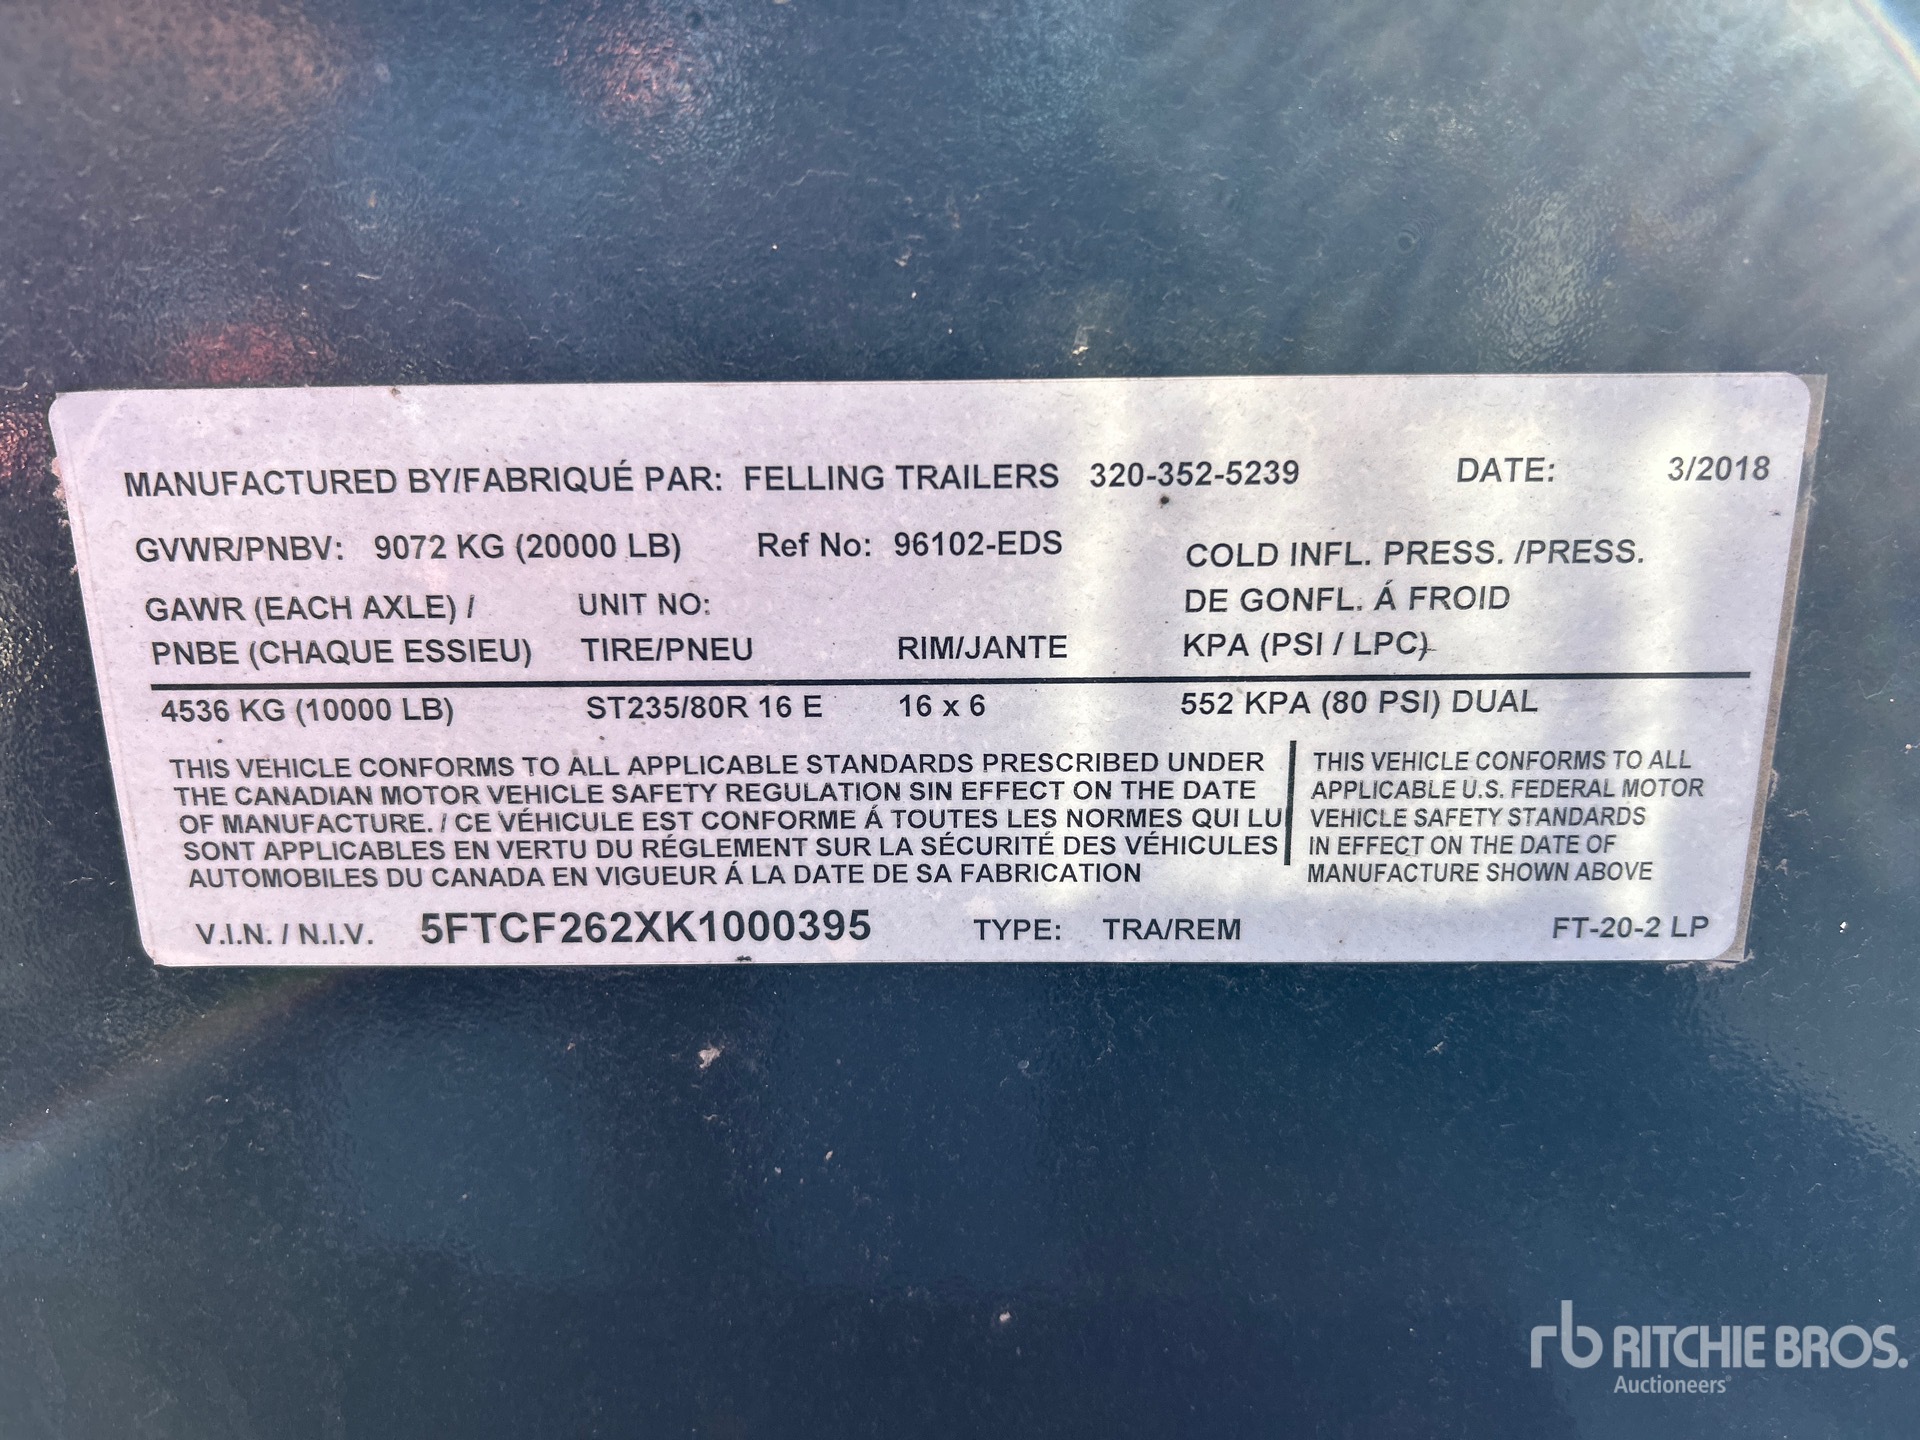 MANUFACTURED BY/FABRIQUÉ PAR: FELLING TRAILERS 320-352-5239 DATE: 3/2018
GVWR/PNBV: 9072 KG (20000 LB) Ref No: 96102-EDS
COLD INFL. PRESS. /PRESS.
GAWR (EACH AXLE) / UNIT NO: DE GONFL. Á FROID
PNBE (CHAQUE ESSIEU) TIRE/PNEU RIM/JANTE KPA (PSI / LPC)
4536 KG (10000 LB) ST235/80R 16 E 16 x 6 552 KPA (80 PSI) DUAL
THIS VEHICLE CONFORMS TO ALL APPLICABLE STANDARDS PRESCRIBED UNDER
THE CANADIAN MOTOR VEHICLE SAFETY REGULATION SIN EFFECT ON THE DATE
OF MANUFACTURE. / CE VÉHICULE EST CONFORME Á TOUTES LES NORMES QUI LU
SONT APPLICABLES EN VERTU DU RÉGLEMENT SUR LA SÉCURITÉ DES VÉHICULES
AUTOMOBILES DU CANADA EN VIGUEUR Á LA DATE DE SA FABRICATION
THIS VEHICLE CONFORMS TO ALL
APPLICABLE U.S. FEDERAL MOTOR
VEHICLE SAFETY STANDARDS
IN EFFECT ON THE DATE OF
MANUFACTURE SHOWN ABOVE
V.I.N. / N.I.V. 5FTCF262XK1000395 TYPE: TRA/REM FT-20-2 LP
rb RITCHIE BROS.
Auctioneers